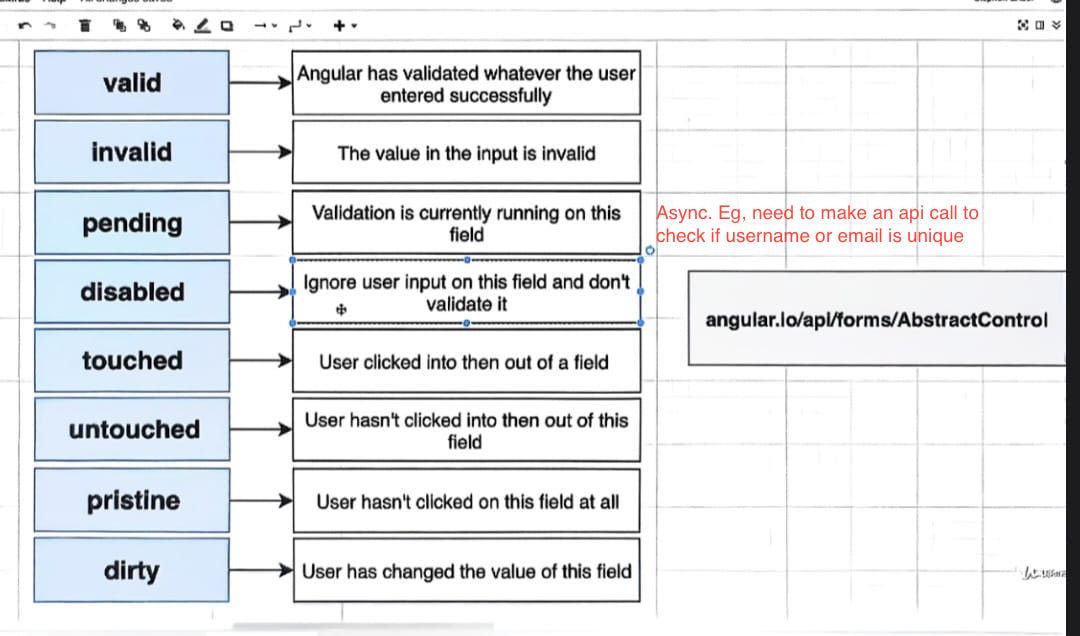 valid
Angular has validated whatever the user
entered successfully
invalid
The value in the input is invalid
pending
Validation is currently running on this
field
Async. Eg, need to make an api call to
check if username or email is unique
disabled
Ignore user input on this field and don't
validate it
angular.io/api/forms/AbstractControl
touched
User clicked into then out of a field
untouched
User hasn't clicked into then out of this
field
pristine
User hasn't clicked on this field at all
dirty
User has changed the value of this field